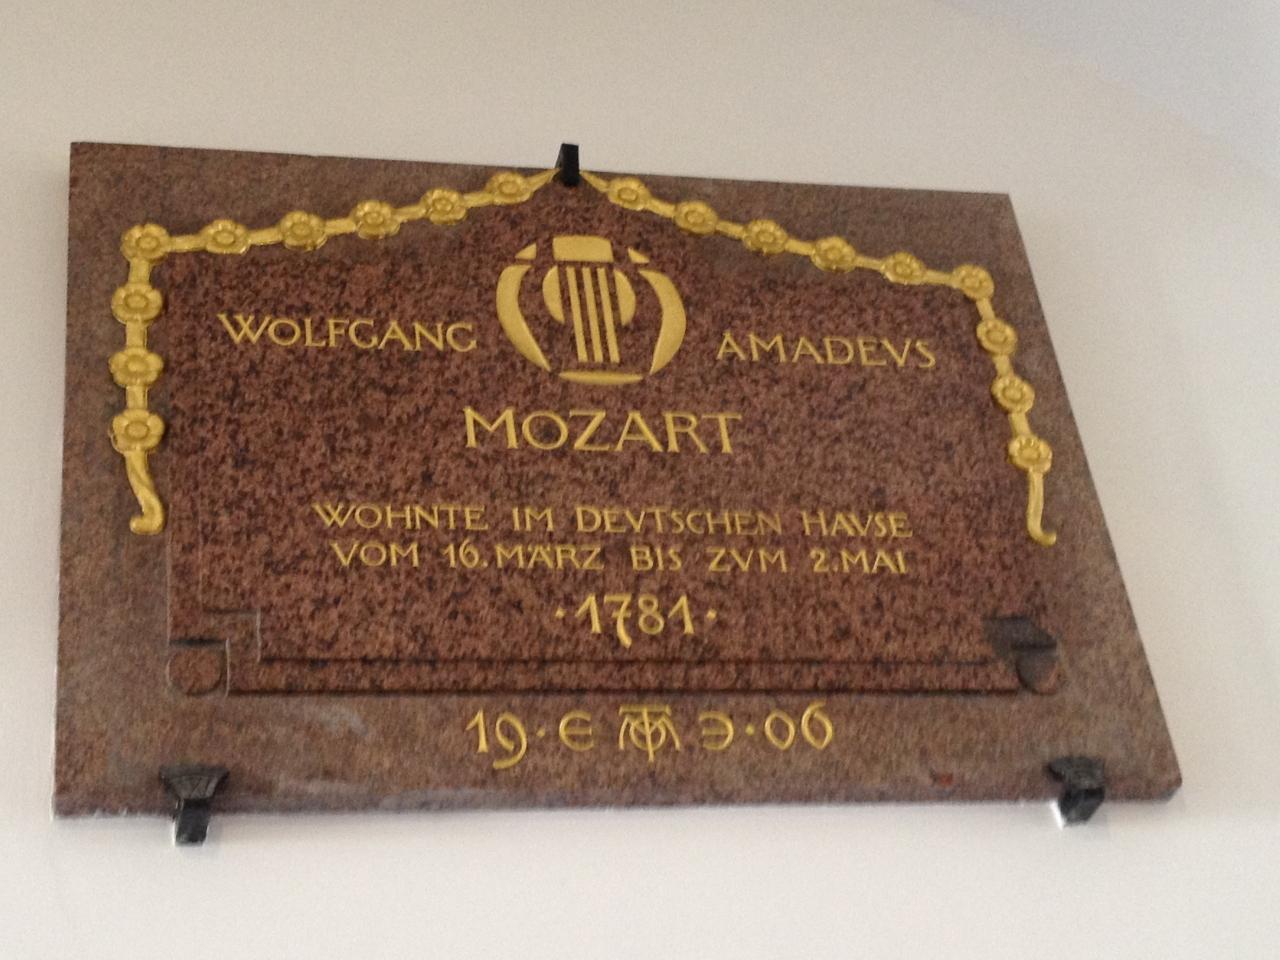 WOLFGANG AMADEVS
MOZART
WOHNTE IM DEVTSCHEN HAVSE
VOM 16. MÄRZ BIS ZVM 2. MAI
· 1781 ·
19 · E Э · 06